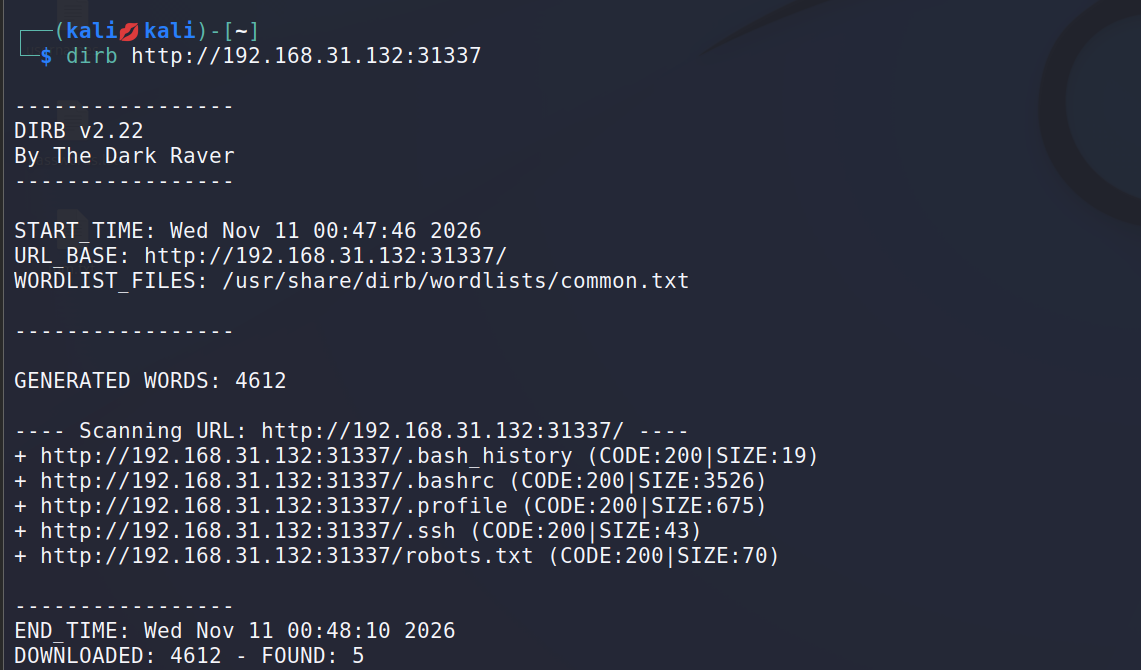 ┌──(kali💋kali)-[~]
└─$ dirb http://192.168.31.132:31337
-----------------
DIRB v2.22
By The Dark Raver
-----------------
START_TIME: Wed Nov 11 00:47:46 2026
URL_BASE: http://192.168.31.132:31337/
WORDLIST_FILES: /usr/share/dirb/wordlists/common.txt
-----------------
GENERATED WORDS: 4612
---- Scanning URL: http://192.168.31.132:31337/ ----
+ http://192.168.31.132:31337/.bash_history (CODE:200|SIZE:19)
+ http://192.168.31.132:31337/.bashrc (CODE:200|SIZE:3526)
+ http://192.168.31.132:31337/.profile (CODE:200|SIZE:675)
+ http://192.168.31.132:31337/.ssh (CODE:200|SIZE:43)
+ http://192.168.31.132:31337/robots.txt (CODE:200|SIZE:70)
-----------------
END_TIME: Wed Nov 11 00:48:10 2026
DOWNLOADED: 4612 - FOUND: 5